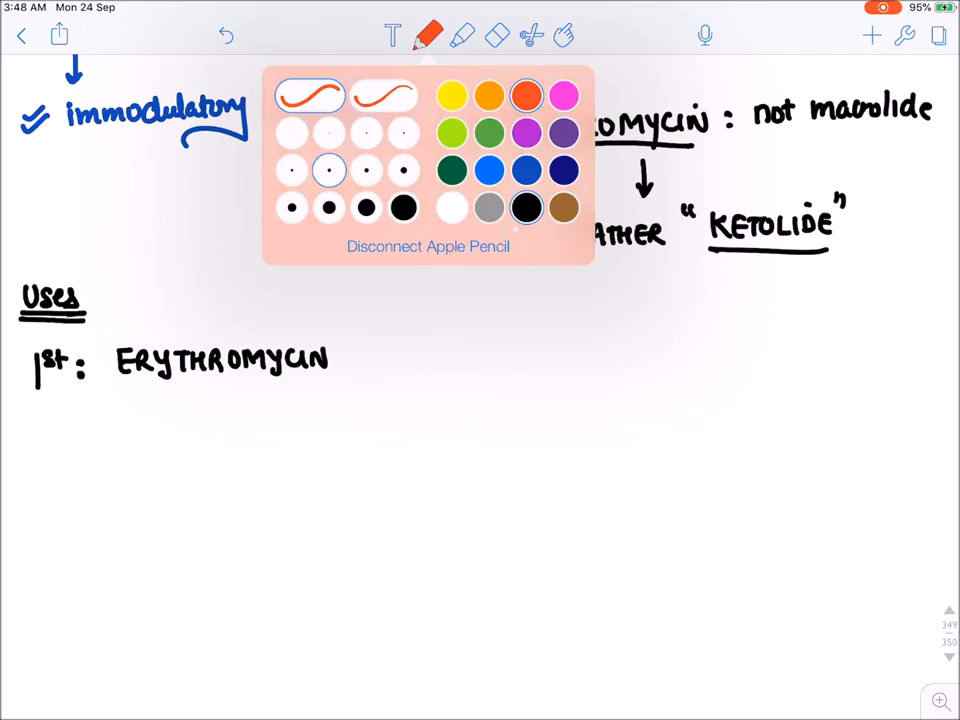 3:48 AM Mon 24 Sep
95%
T
immodulatory
ROMYCIN : not macrolide
ATHER "KETOLIDE"
Disconnect Apple Pencil
Uses
1st : ERYTHROMYCIN
349
350